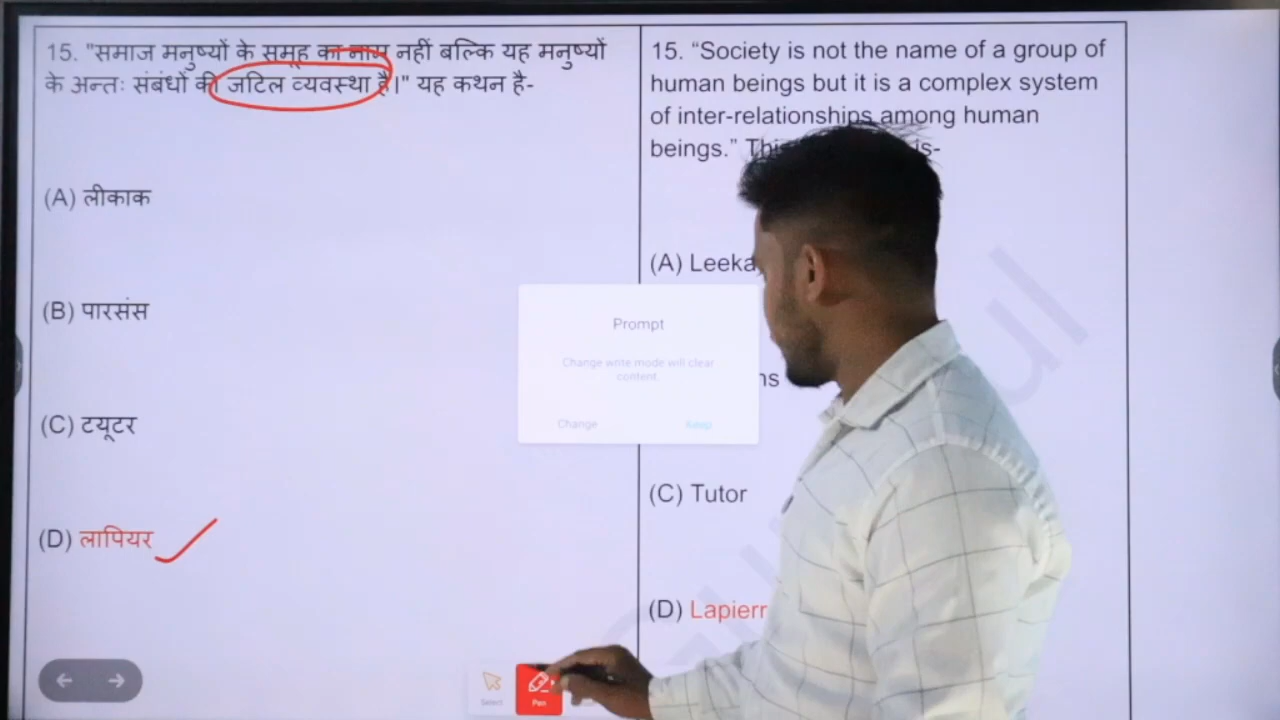 15. "समाज मनुष्यों के समूह का नाम नहीं बल्कि यह मनुष्यों
के अन्तः संबंधों की जटिल व्यवस्था है।" यह कथन है-
(A) लीकाक
(B) पारसंस
(C) टयूटर
(D) लापियर
15. “Society is not the name of a group of
human beings but it is a complex system
of inter-relationships among human
beings.” is-
(A) Leeka
(C) Tutor
(D) Lapierr
Prompt
Change write mode will clear
content.
Change Keep
Select Pen